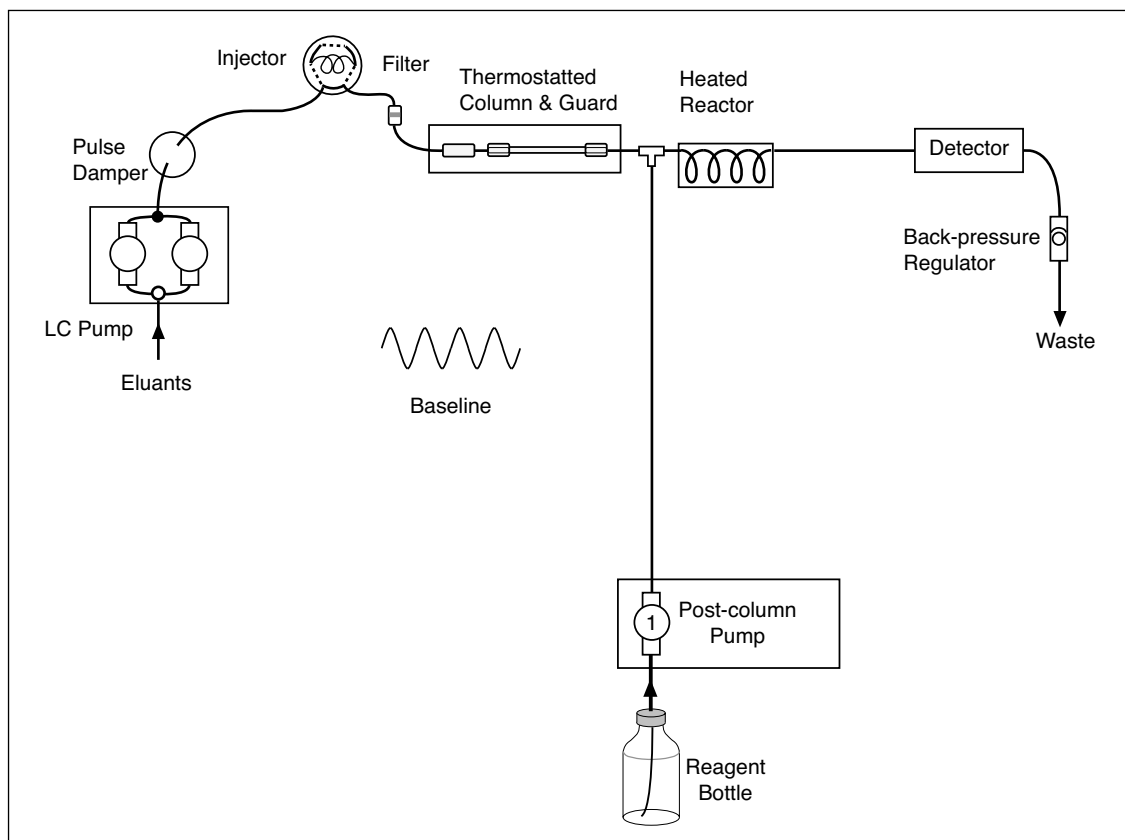 Injector
Filter
Thermostatted
Column & Guard
Heated
Reactor
Pulse
Damper
Detector
Back-pressure
Regulator
LC Pump
Waste
Eluants
Baseline
1
Post-column
Pump
Reagent
Bottle